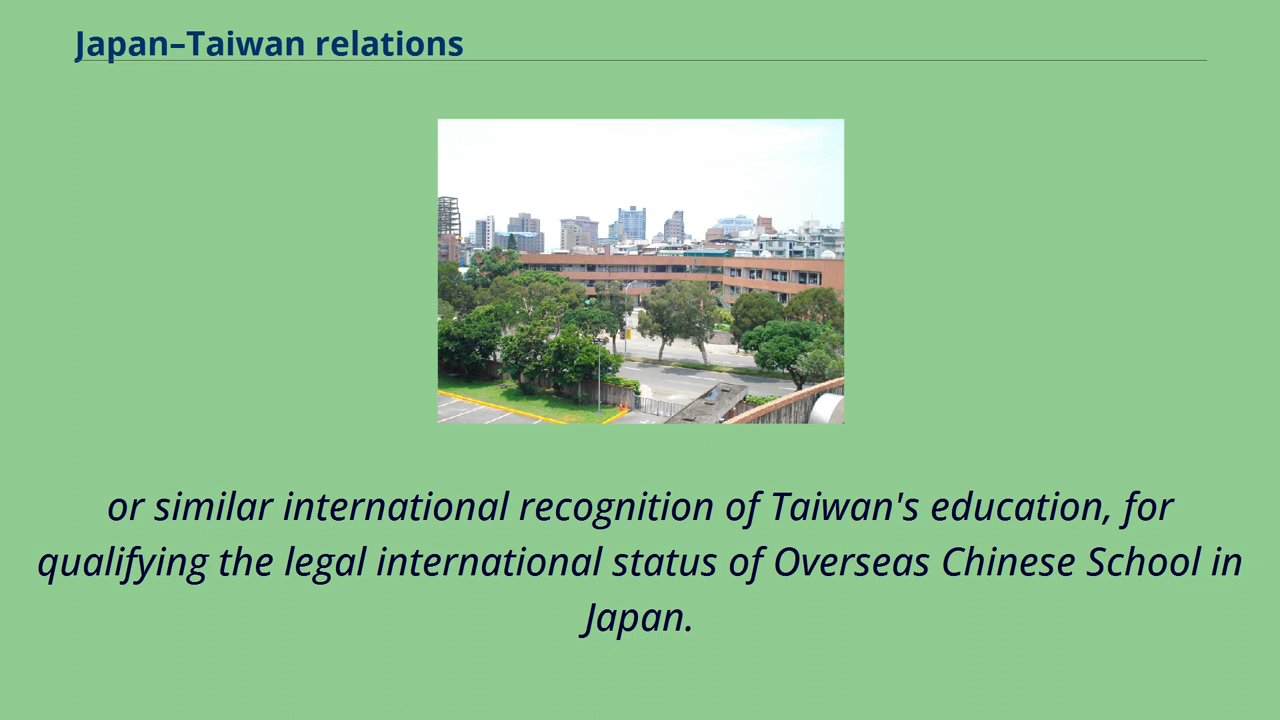 Japan–Taiwan relations
or similar international recognition of Taiwan's education, for
qualifying the legal international status of Overseas Chinese School in
Japan.